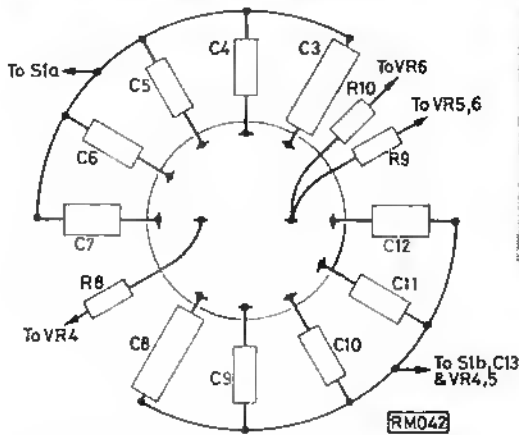 C4
C3
To S1a
C5
To VR6
R10
To VR5,6
C6
R9
C7
C12
R8
C11
To VR4
C8
C9
C10
To S1b, C13
& VR4,5
RM042